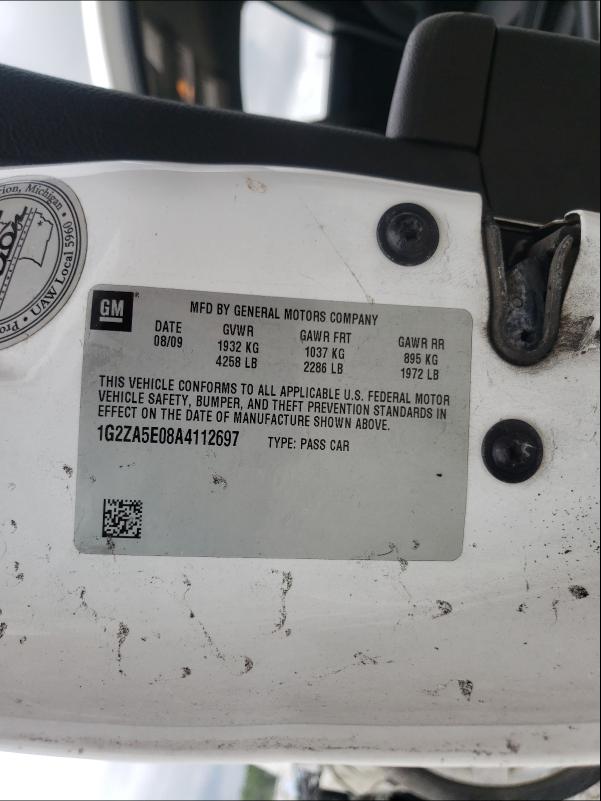 rion, Michigan
UAW Local 5960
GM
MFD BY GENERAL MOTORS COMPANY
DATE GVWR GAWR FRT GAWR RR
08/09 1932 KG 1037 KG 895 KG
4258 LB 2286 LB 1972 LB
THIS VEHICLE CONFORMS TO ALL APPLICABLE U.S. FEDERAL MOTOR
VEHICLE SAFETY, BUMPER, AND THEFT PREVENTION STANDARDS IN
EFFECT ON THE DATE OF MANUFACTURE SHOWN ABOVE.
1G2ZA5E08A4112697 TYPE: PASS CAR